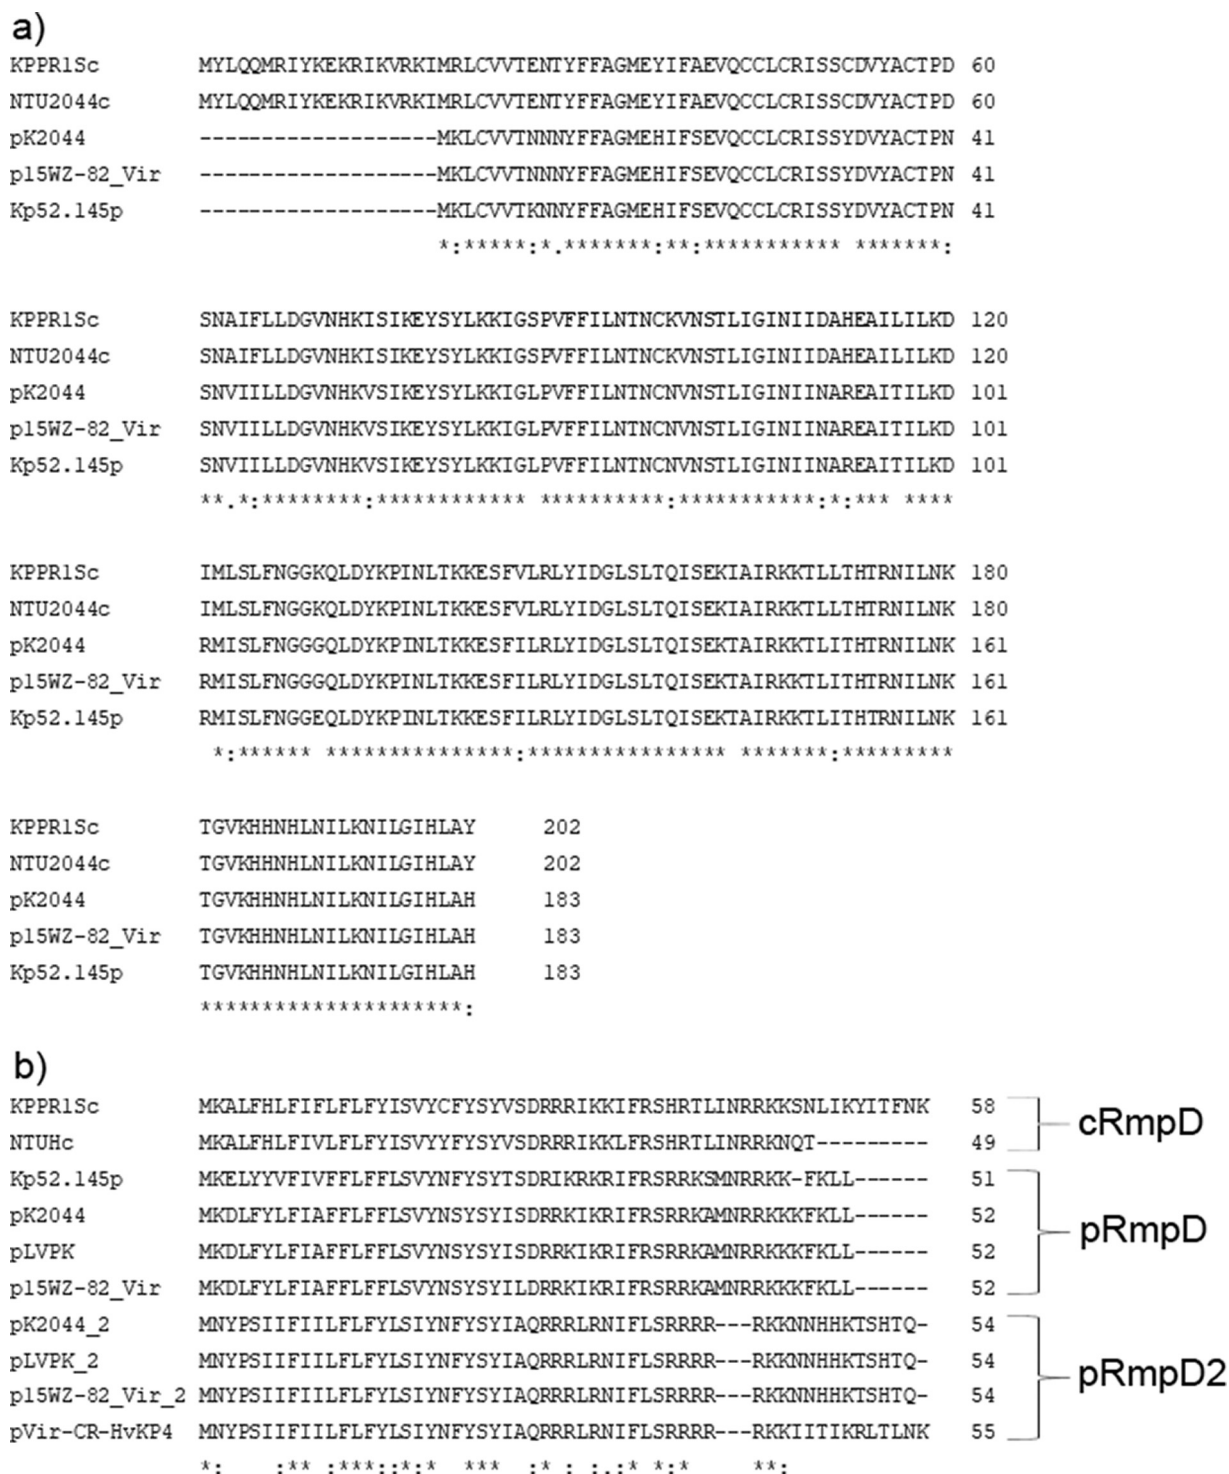 a)
KPPR1Sc MYLQQMRIYKEKRIKVRKIMRLCVVTENTYFFAGMEYIFAEVQCCLCRISSCDVYACTPD 60
NTU2044c MYLQQMRIYKEKRIKVRKIMRLCVVTENTYFFAGMEYIFAEVQCCLCRISSCDVYACTPD 60
pK2044 -------------------MKLCVVTNNNYFFAGMEHIFSEVQCCLCRISSYDVYACTPN 41
p15WZ-82_Vir -------------------MKLCVVTNNNYFFAGMEHIFSEVQCCLCRISSYDVYACTPN 41
Kp52.145p -------------------MKLCVVTKNNYFFAGMEHIFSEVQCCLCRISSYDVYACTPN 41
*:*****:*.*******:**:*********** *******:
KPPR1Sc SNAIFLLDGVNHKISIKEYSYLKKIGSPVFFILNTNCKVNSTLIGINIIDAHEAILILKD 120
NTU2044c SNAIFLLDGVNHKISIKEYSYLKKIGSPVFFILNTNCKVNSTLIGINIIDAHEAILILKD 120
pK2044 SNVIILLDGVNHKVSIKEYSYLKKIGLPVFFILNTNCNVNSTLIGINIINAREAITILKD 101
p15WZ-82_Vir SNVIILLDGVNHKVSIKEYSYLKKIGLPVFFILNTNCNVNSTLIGINIINAREAITILKD 101
Kp52.145p SNVIILLDGVNHKVSIKEYSYLKKIGLPVFFILNTNCNVNSTLIGINIINAREAITILKD 101
**.*:********:************ **********:***********:*:*** ****
KPPR1Sc IMLSLFNGGKQLDYKPINLTKKESFVLRLYIDGLSLTQISEKIAIRKKTLLTHTRNILNK 180
NTU2044c IMLSLFNGGKQLDYKPINLTKKESFVLRLYIDGLSLTQISEKIAIRKKTLLTHTRNILNK 180
pK2044 RMISLFNGGGQLDYKPINLTKKESFILRLYIDGLSLTQISEKTAIRKKTLITHTRNILNK 161
p15WZ-82_Vir RMISLFNGGGQLDYKPINLTKKESFILRLYIDGLSLTQISEKTAIRKKTLITHTRNILNK 161
Kp52.145p RMISLFNGGEQLDYKPINLTKKESFILRLYIDGLSLTQISEKTAIRKKTLITHTRNILNK 161
*:****** ***************:**************** *******:*********
KPPR1Sc TGVKHHNHLNILKNILGIHLAY 202
NTU2044c TGVKHHNHLNILKNILGIHLAY 202
pK2044 TGVKHHNHLNILKNILGIHLAH 183
p15WZ-82_Vir TGVKHHNHLNILKNILGIHLAH 183
Kp52.145p TGVKHHNHLNILKNILGIHLAH 183
*********************:
b)
KPPR1Sc MKALFHLFIFLFLFYISVYCFYSYVSDRRRIKKIFRSHRTLINRRKKSNLIKYITFNK 58
NTUHc MKALFHLFIVLFLFYISVYYFYSYVSDRRRIKKLFRSHRTLINRRKNQT--------- 49
cRmpD
Kp52.145p MKELYYVFIVFFLFFLSVYNFYSYTSDRIKRKRIFRSRRKSMNRRKK-FKLL------ 51
pK2044 MKDLFYLFIAFFLFFLSVYNSYSYISDRRKIKRIFRSRRKAMNRRKKKFKLL------ 52
pLVPK MKDLFYLFIAFFLFFLSVYNSYSYISDRRKIKRIFRSRRKAMNRRKKKFKLL------ 52
p15WZ-82_Vir MKDLFYLFIAFFLFFLSVYNSYSYILDRRKIKRIFRSRRKAMNRRKKKFKLL------ 52
pRmpD
pK2044_2 MNYPSIIFIILFLFYLSIYNFYSYIAQRRRLRNIFLSRRRR---RKKNNHHKTSHTQ- 54
pLVPK_2 MNYPSIIFIILFLFYLSIYNFYSYIAQRRRLRNIFLSRRRR---RKKNNHHKTSHTQ- 54
p15WZ-82_Vir_2 MNYPSIIFIILFLFYLSIYNFYSYIAQRRRLRNIFLSRRRR---RKKNNHHKTSHTQ- 54
pVir-CR-HvKP4 MNYPSIIFIILFLFYLSIYNFYSYIAQRRRLRNIFLSRRRR---RKKIITIKRLTLNK 55
pRmpD2
*: :** :***::*:* *** :* : :.:* *:* **: